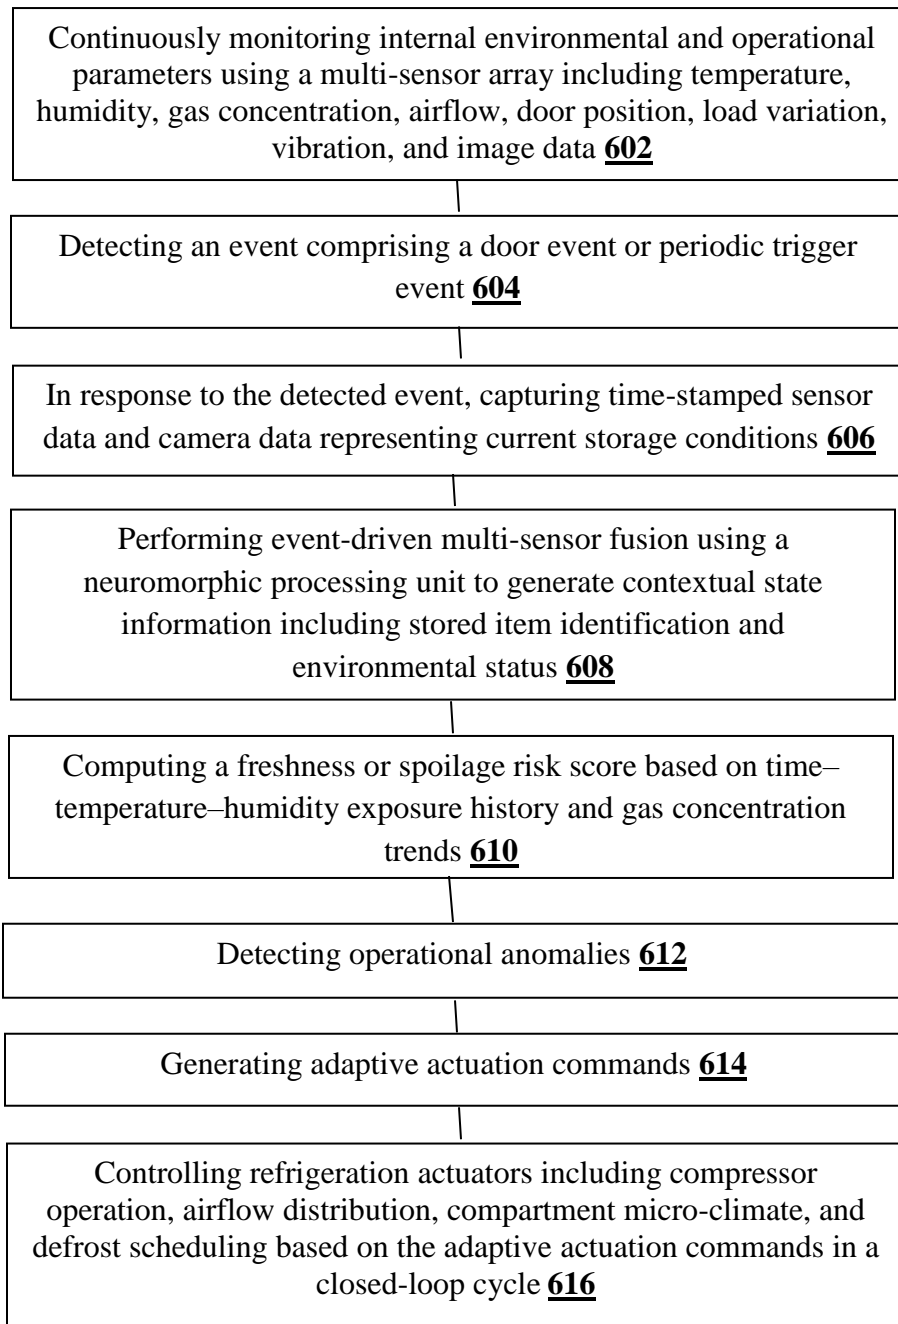 Continuously monitoring internal environmental and operational
parameters using a multi-sensor array including temperature,
humidity, gas concentration, airflow, door position, load variation,
vibration, and image data 602
Detecting an event comprising a door event or periodic trigger
event 604
In response to the detected event, capturing time-stamped sensor
data and camera data representing current storage conditions 606
Performing event-driven multi-sensor fusion using a
neuromorphic processing unit to generate contextual state
information including stored item identification and
environmental status 608
Computing a freshness or spoilage risk score based on time–
temperature–humidity exposure history and gas concentration
trends 610
Detecting operational anomalies 612
Generating adaptive actuation commands 614
Controlling refrigeration actuators including compressor
operation, airflow distribution, compartment micro-climate, and
defrost scheduling based on the adaptive actuation commands in a
closed-loop cycle 616